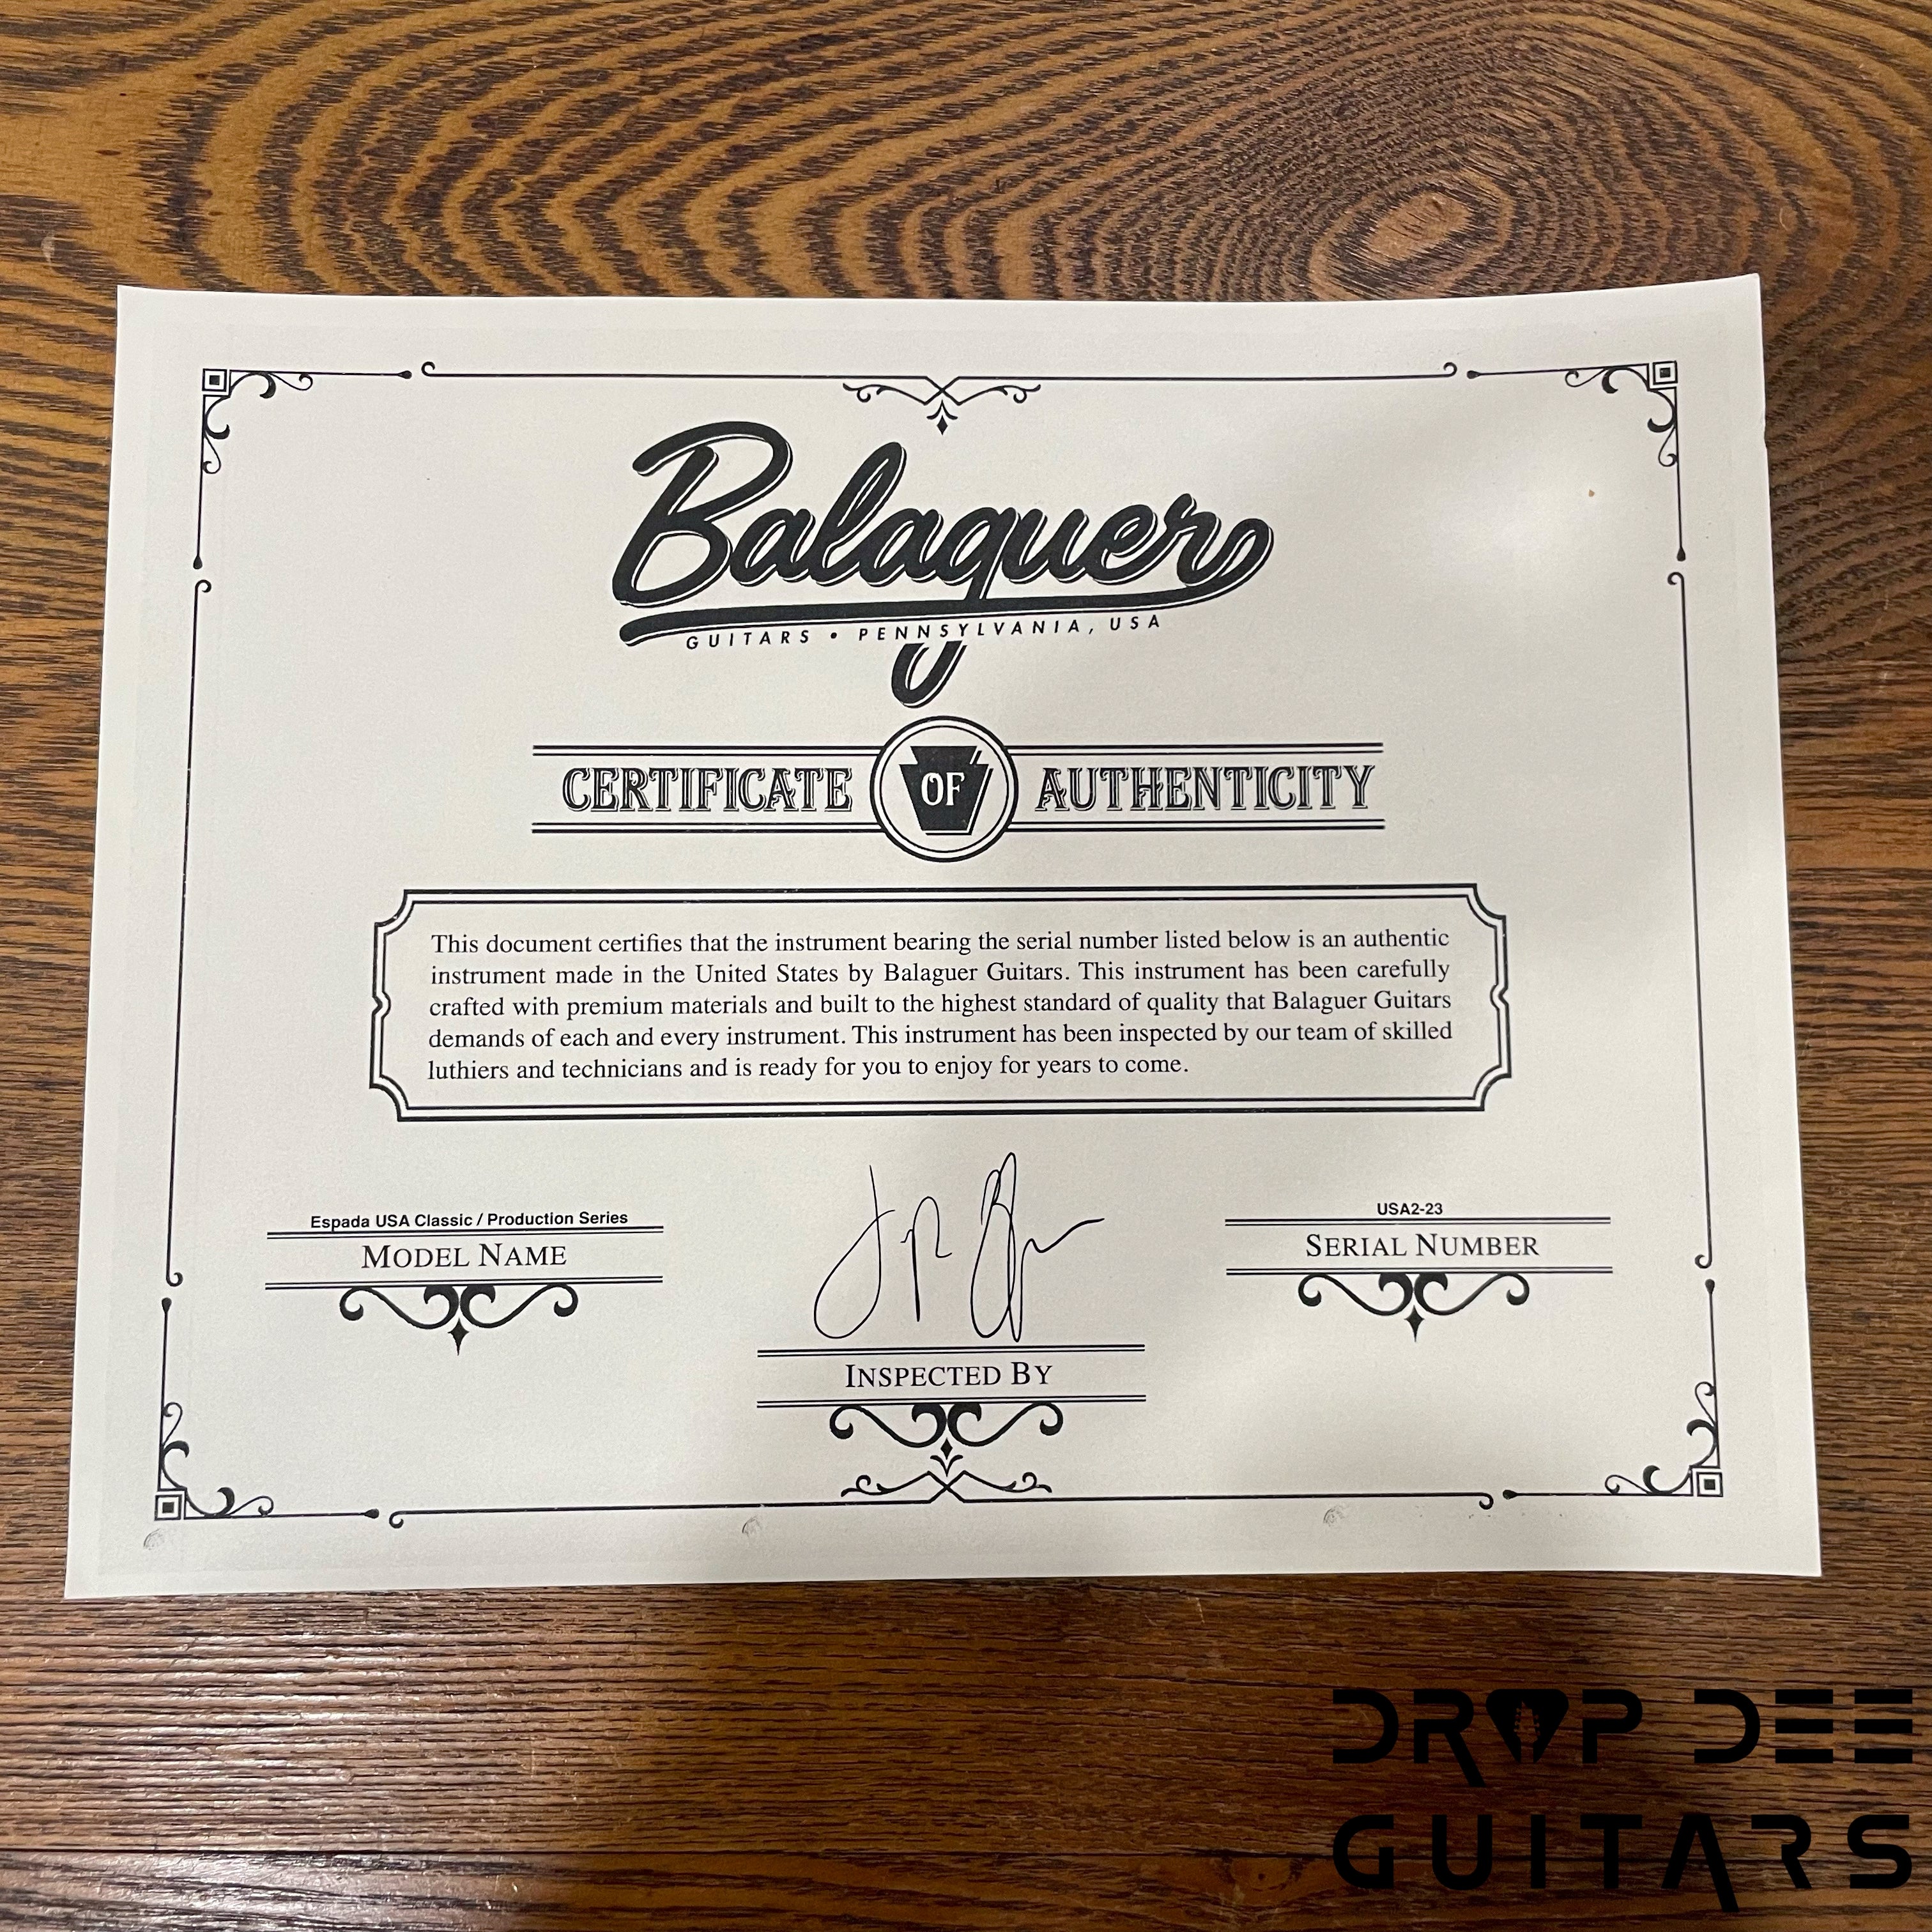 Balaguer
GUITARS • PENNSYLVANIA, USA
CERTIFICATE OF AUTHENTICITY
This document certifies that the instrument bearing the serial number listed below is an authentic
instrument made in the United States by Balaguer Guitars. This instrument has been carefully
crafted with premium materials and built to the highest standard of quality that Balaguer Guitars
demands of each and every instrument. This instrument has been inspected by our team of skilled
luthiers and technicians and is ready for you to enjoy for years to come.
Espada USA Classic / Production Series
MODEL NAME
USA2-23
SERIAL NUMBER
INSPECTED BY
DROP DEE
GUITARS